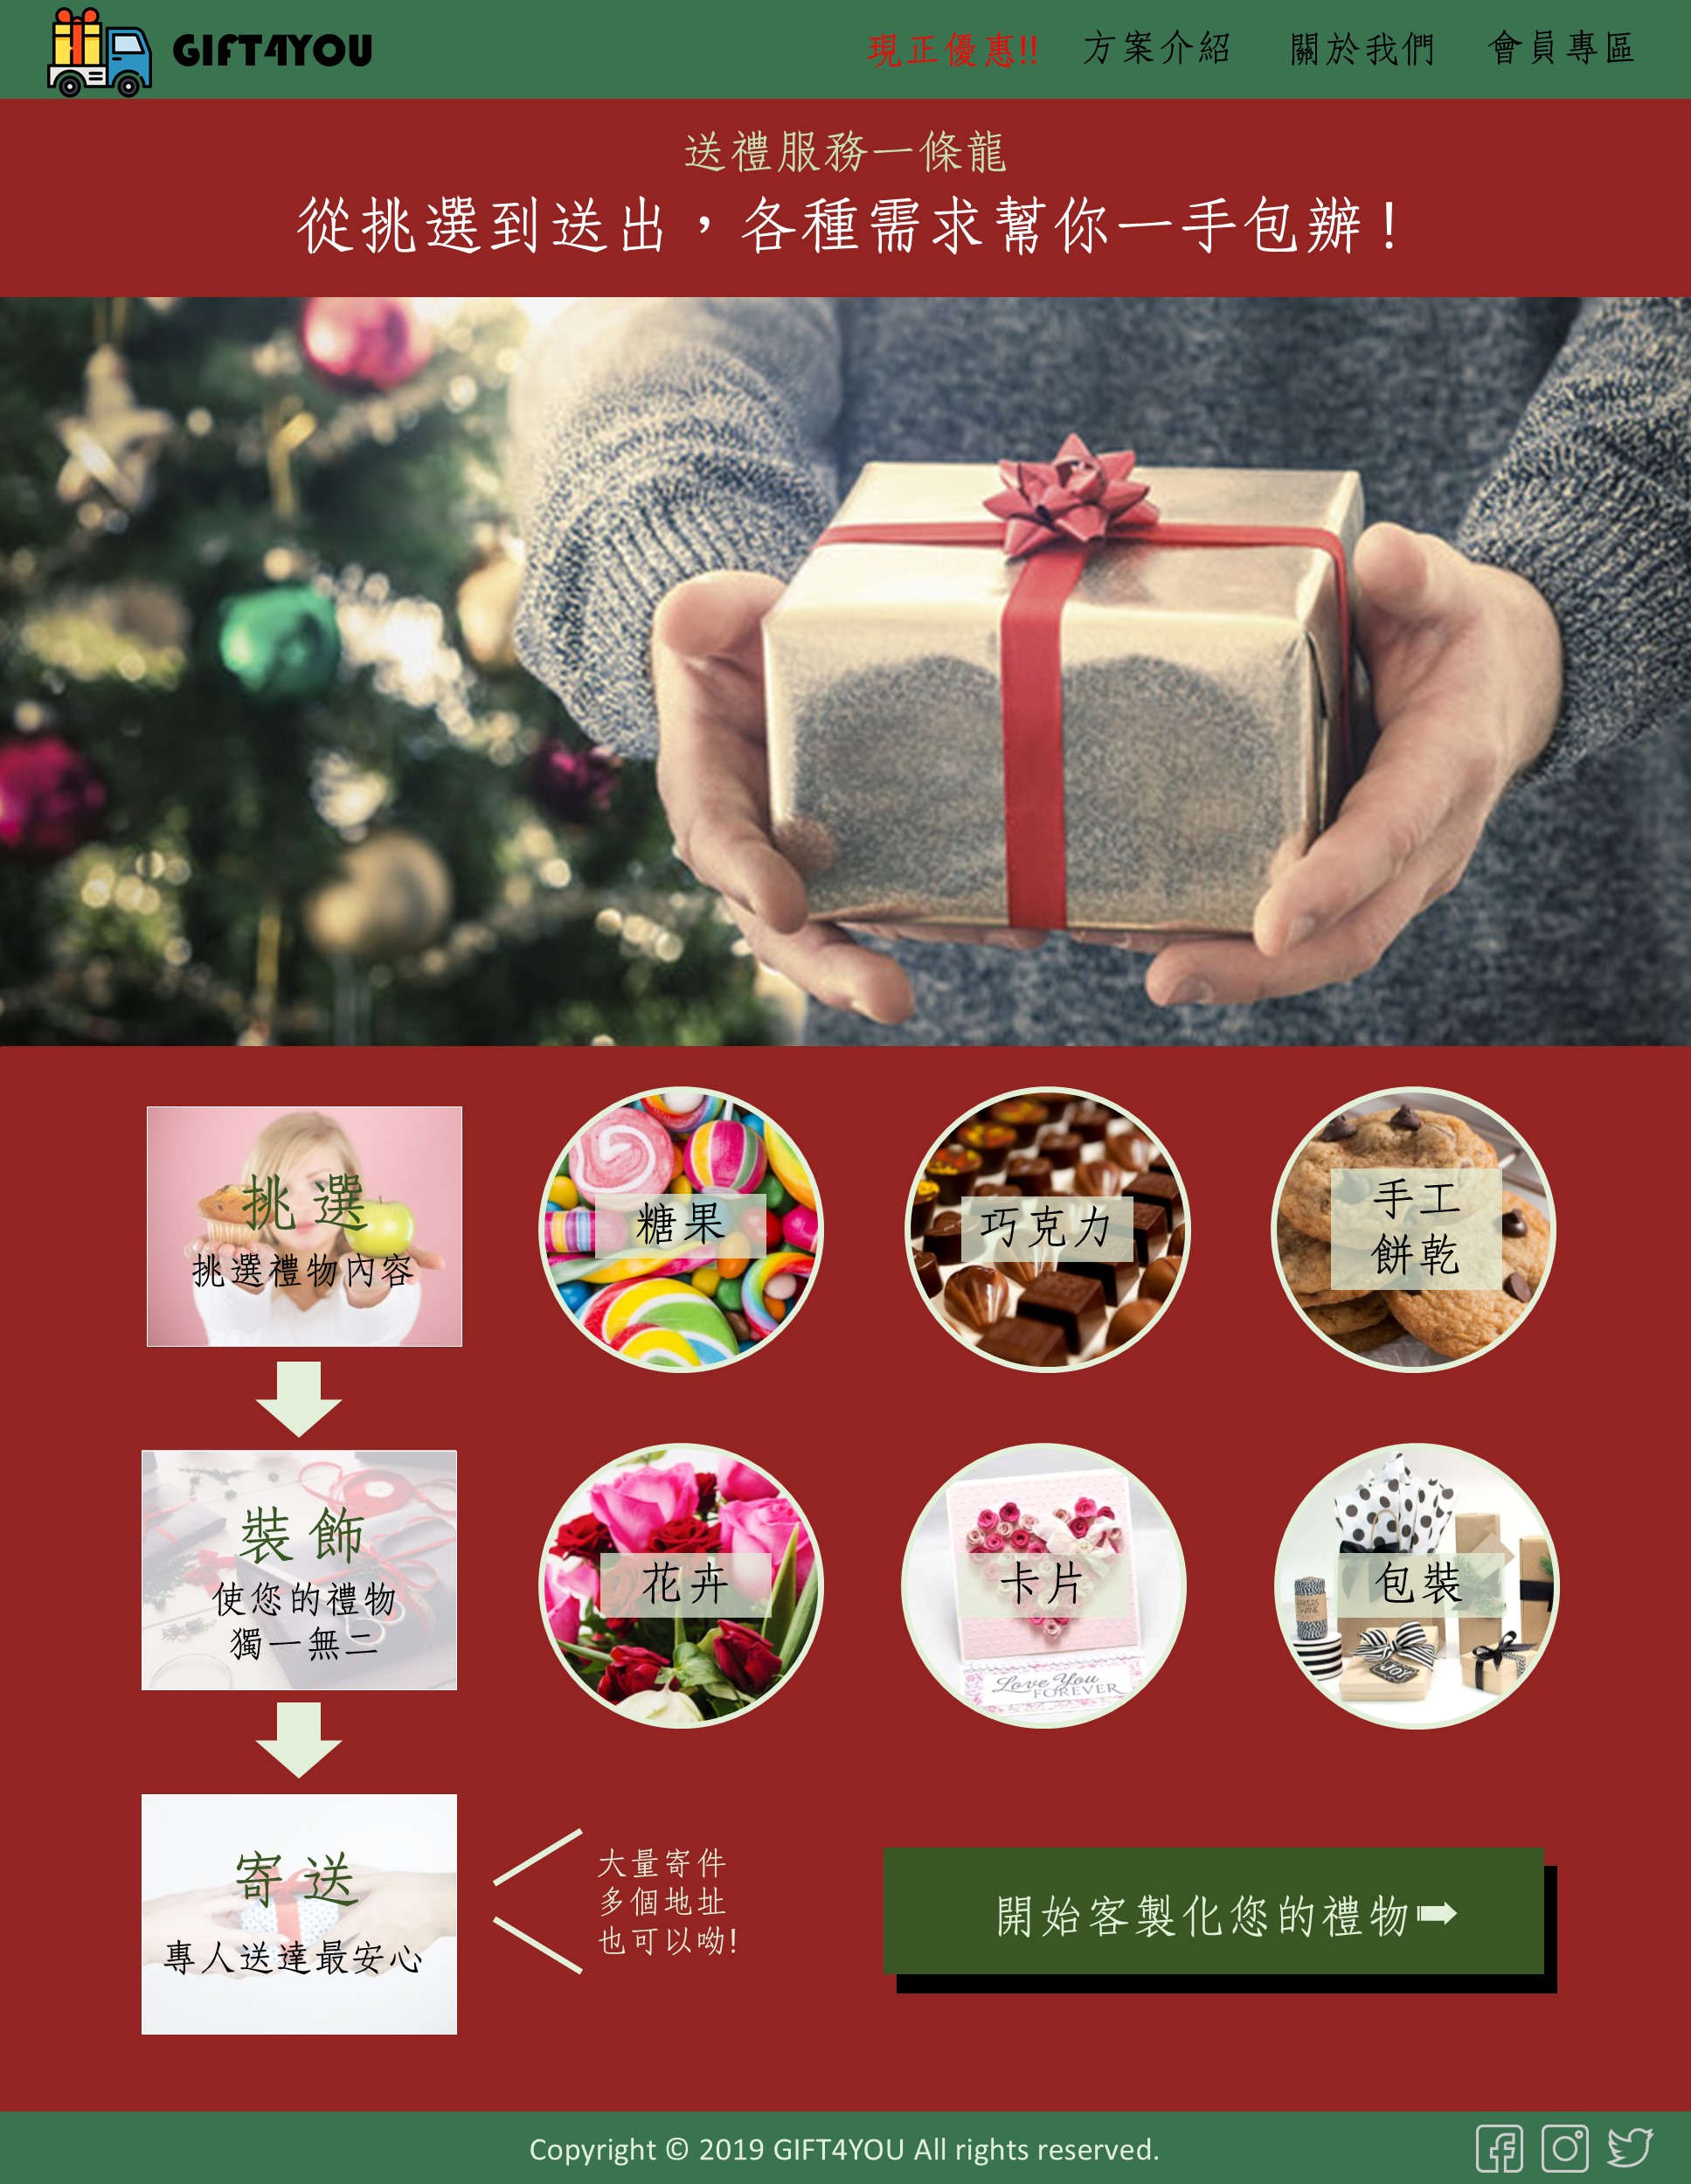 GIFT4YOU
現正優惠!!
方案介紹
關於我們
會員專區
送禮服務一條龍
從挑選到送出，各種需求幫你一手包辦！
挑選
挑選禮物內容
糖果
巧克力
手工
餅乾
裝飾
使您的禮物
獨一無二
花卉
卡片
Love You
FOREVER
包裝
BAKERS
TWINE
JOY
寄送
專人送達最安心
大量寄件
多個地址
也可以呦!
開始客製化您的禮物➡
Copyright © 2019 GIFT4YOU All rights reserved.